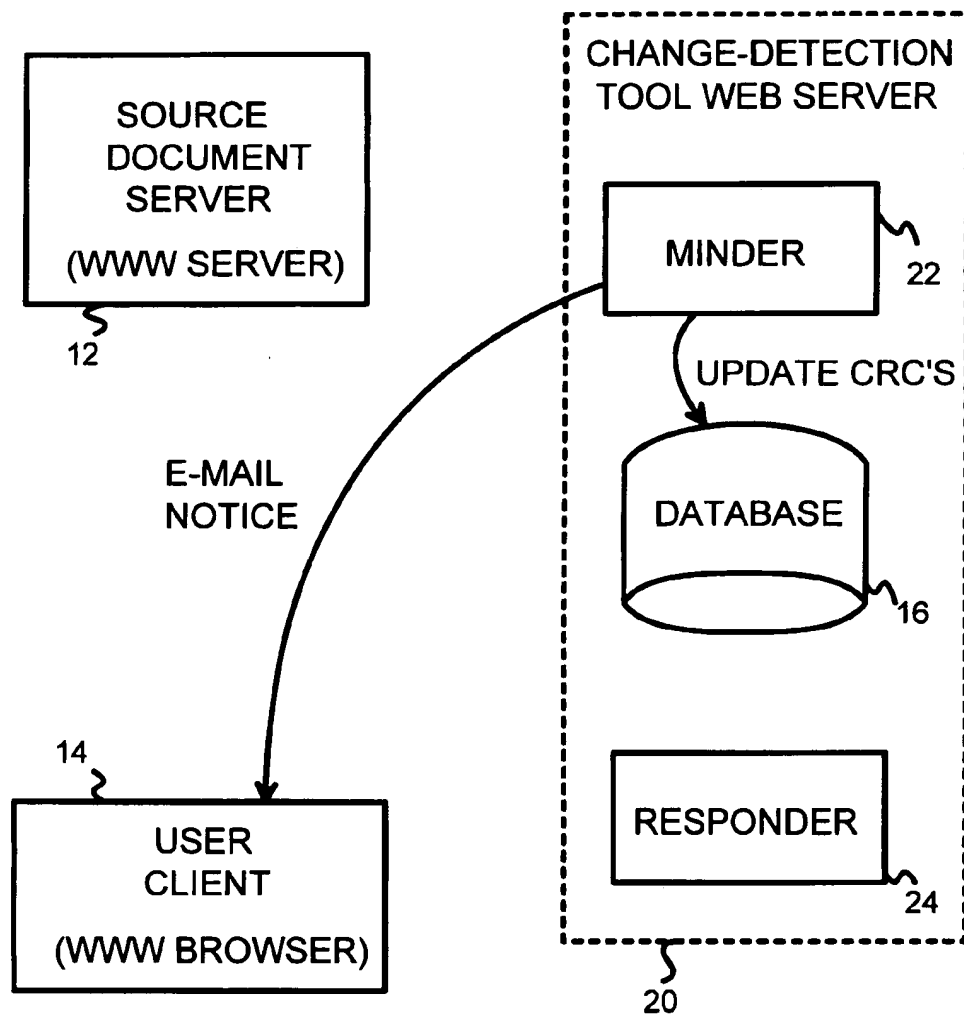 SOURCE
DOCUMENT
SERVER
(WWW SERVER)
12
CHANGE-DETECTION
TOOL WEB SERVER
MINDER
22
UPDATE CRC'S
DATABASE
16
E-MAIL
NOTICE
14
USER
CLIENT
(WWW BROWSER)
RESPONDER
24
20